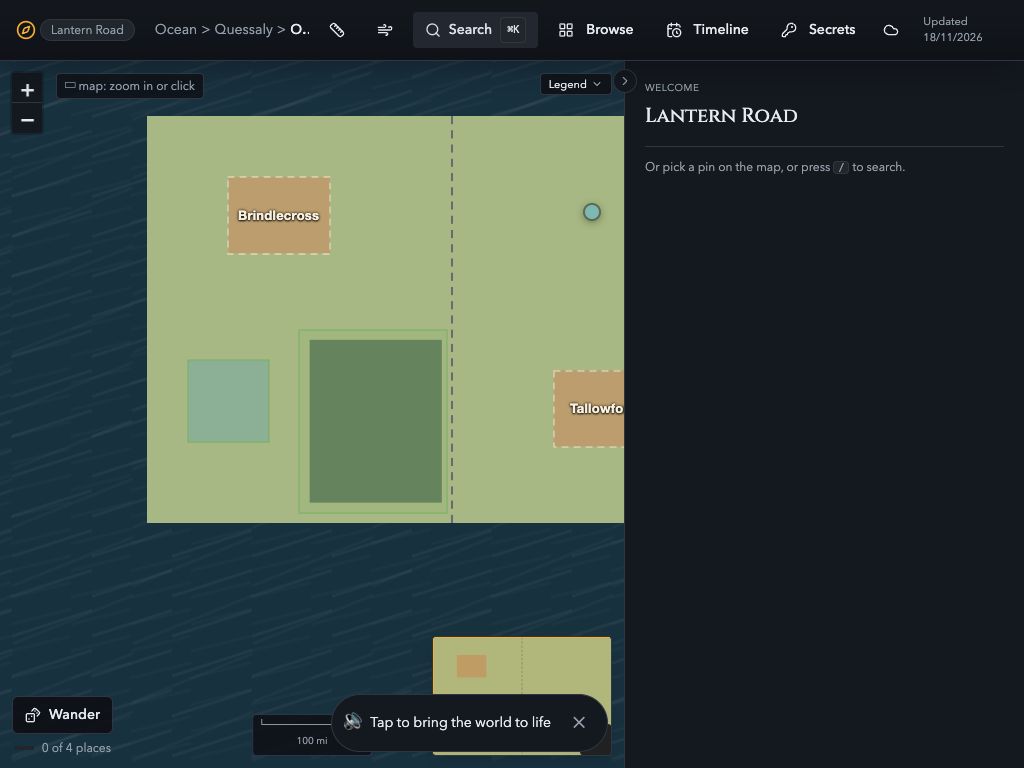 Lantern Road
Ocean > Quessaly > O..
Search ⌘K
Browse
Timeline
Secrets
Updated
18/11/2026
+
−
map: zoom in or click
Legend
WELCOME
Lantern Road
Or pick a pin on the map, or press / to search.
Brindlecross
Tallowfo
Wander
0 of 4 places
100 mi
Tap to bring the world to life